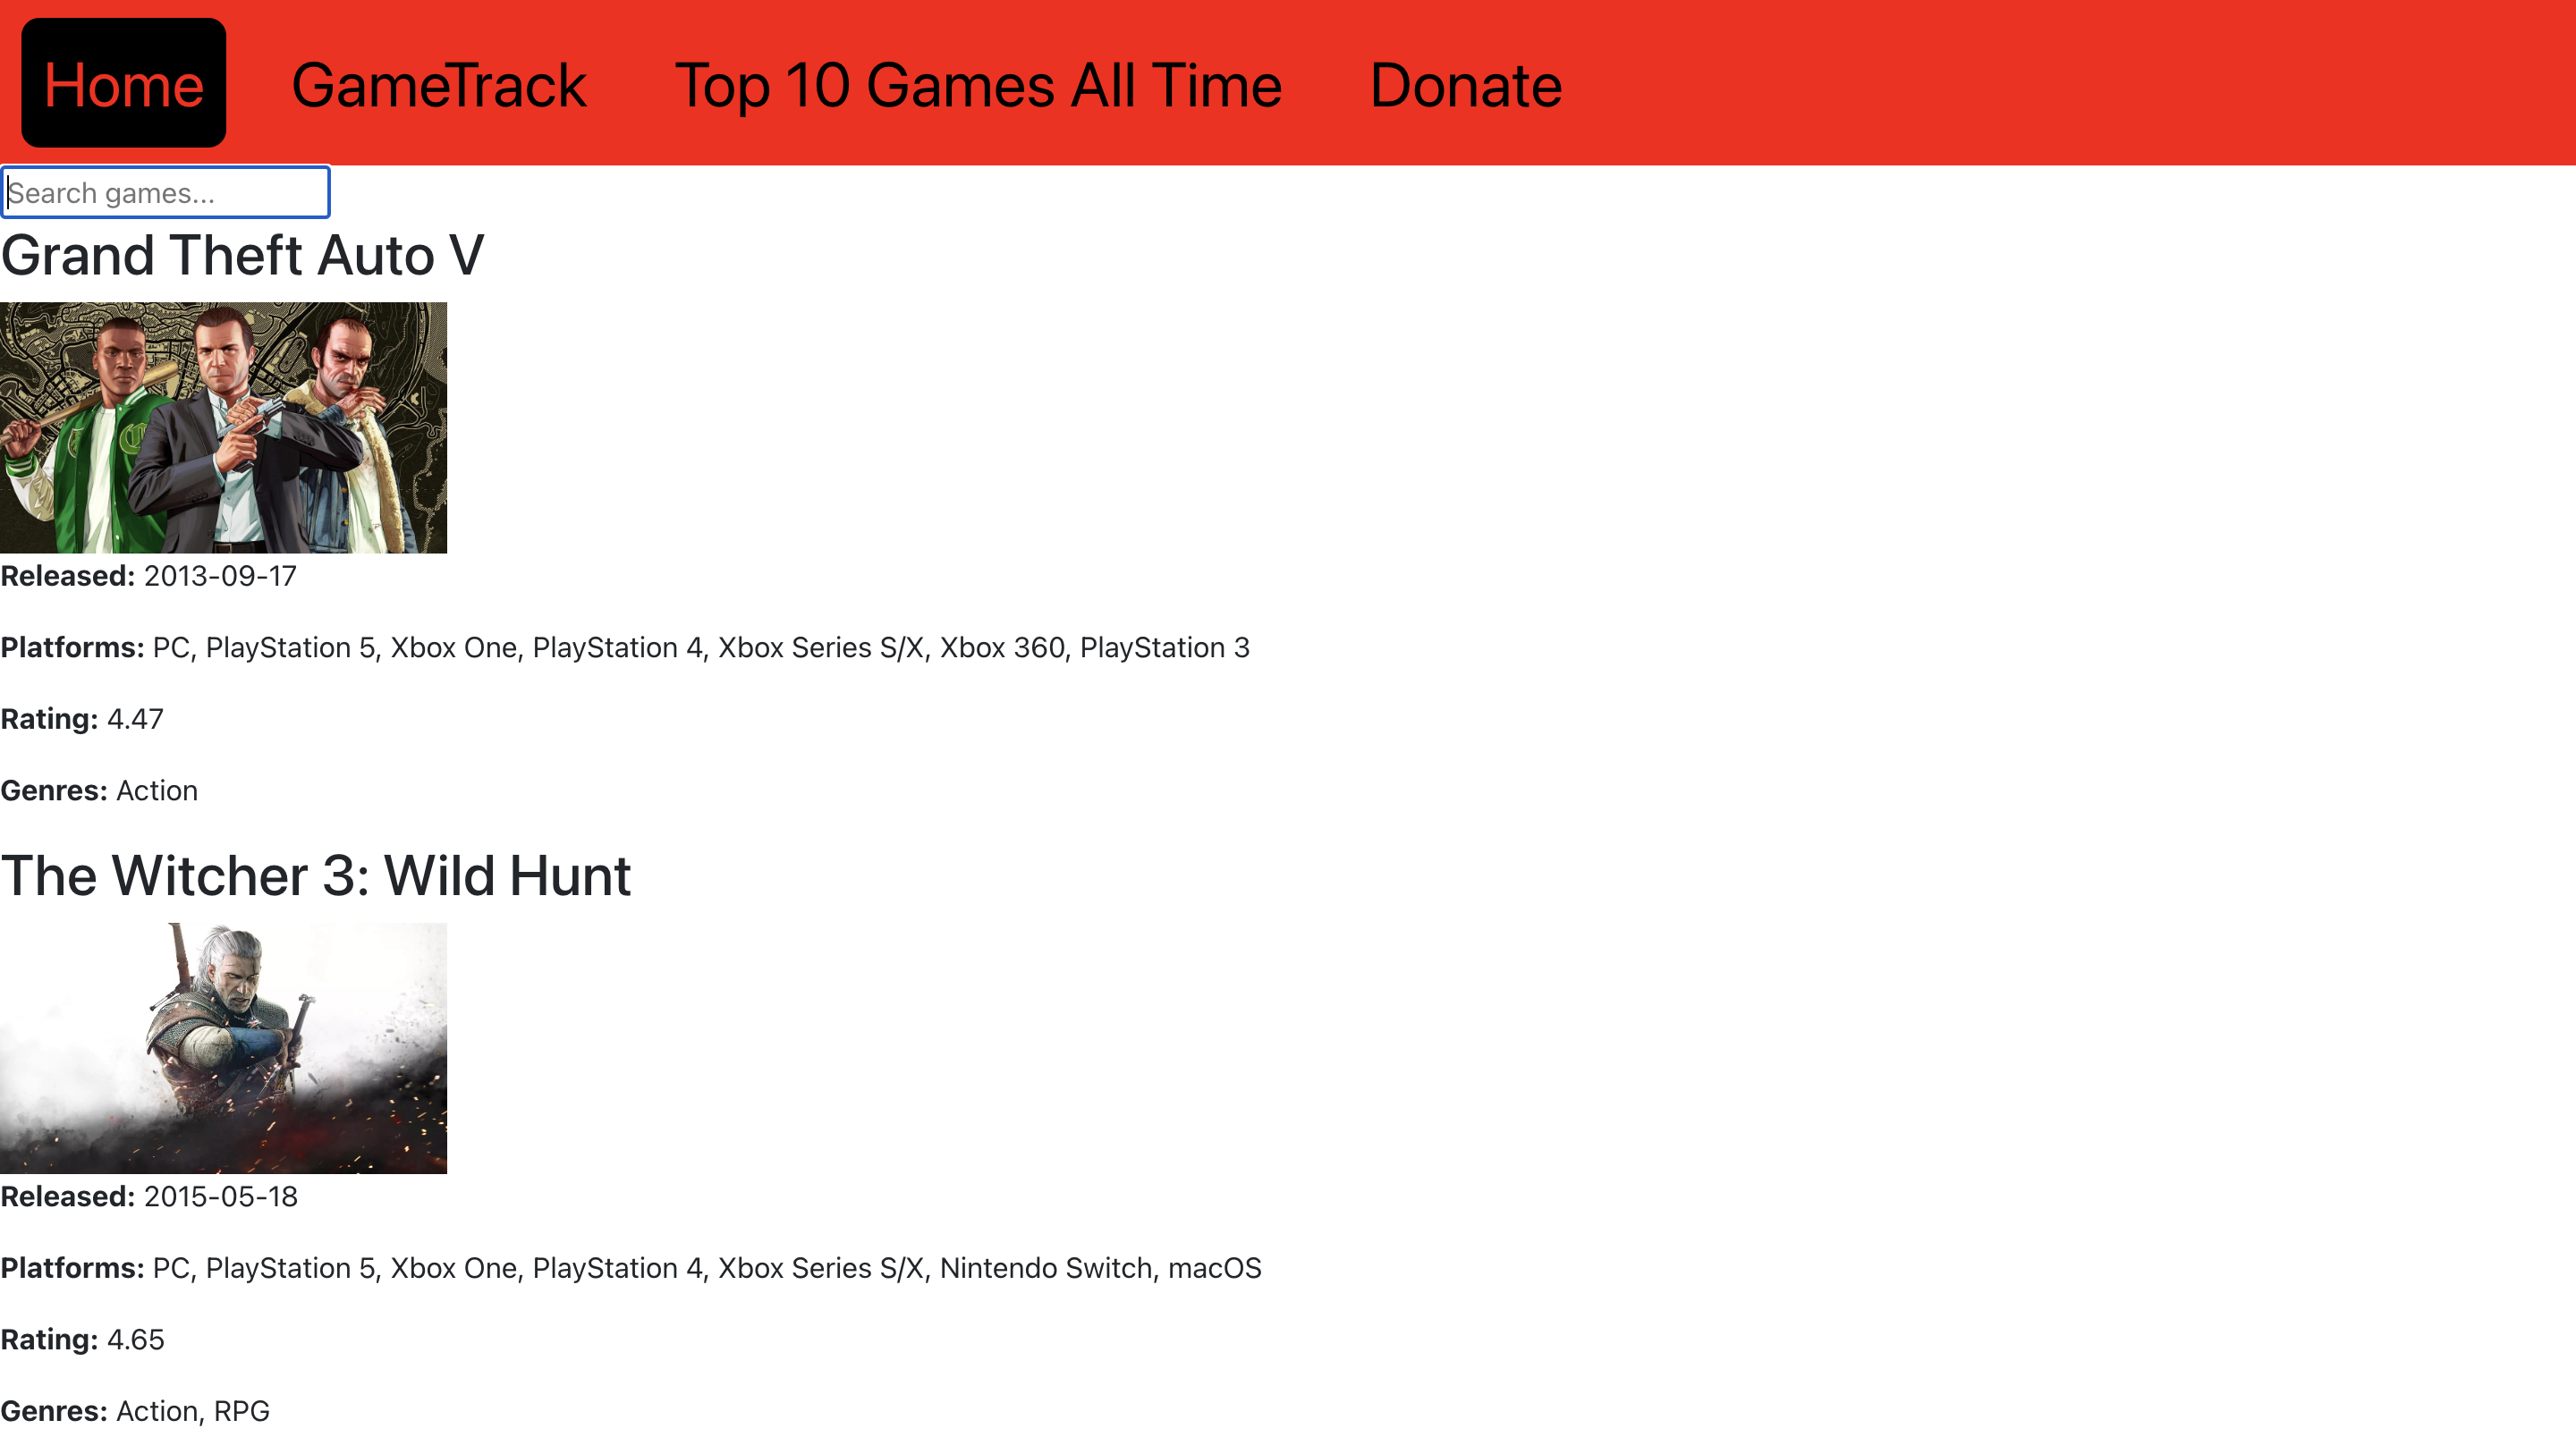 Home GameTrack Top 10 Games All Time Donate
Search games...
Grand Theft Auto V
Released: 2013-09-17
Platforms: PC, PlayStation 5, Xbox One, PlayStation 4, Xbox Series S/X, Xbox 360, PlayStation 3
Rating: 4.47
Genres: Action
The Witcher 3: Wild Hunt
Released: 2015-05-18
Platforms: PC, PlayStation 5, Xbox One, PlayStation 4, Xbox Series S/X, Nintendo Switch, macOS
Rating: 4.65
Genres: Action, RPG